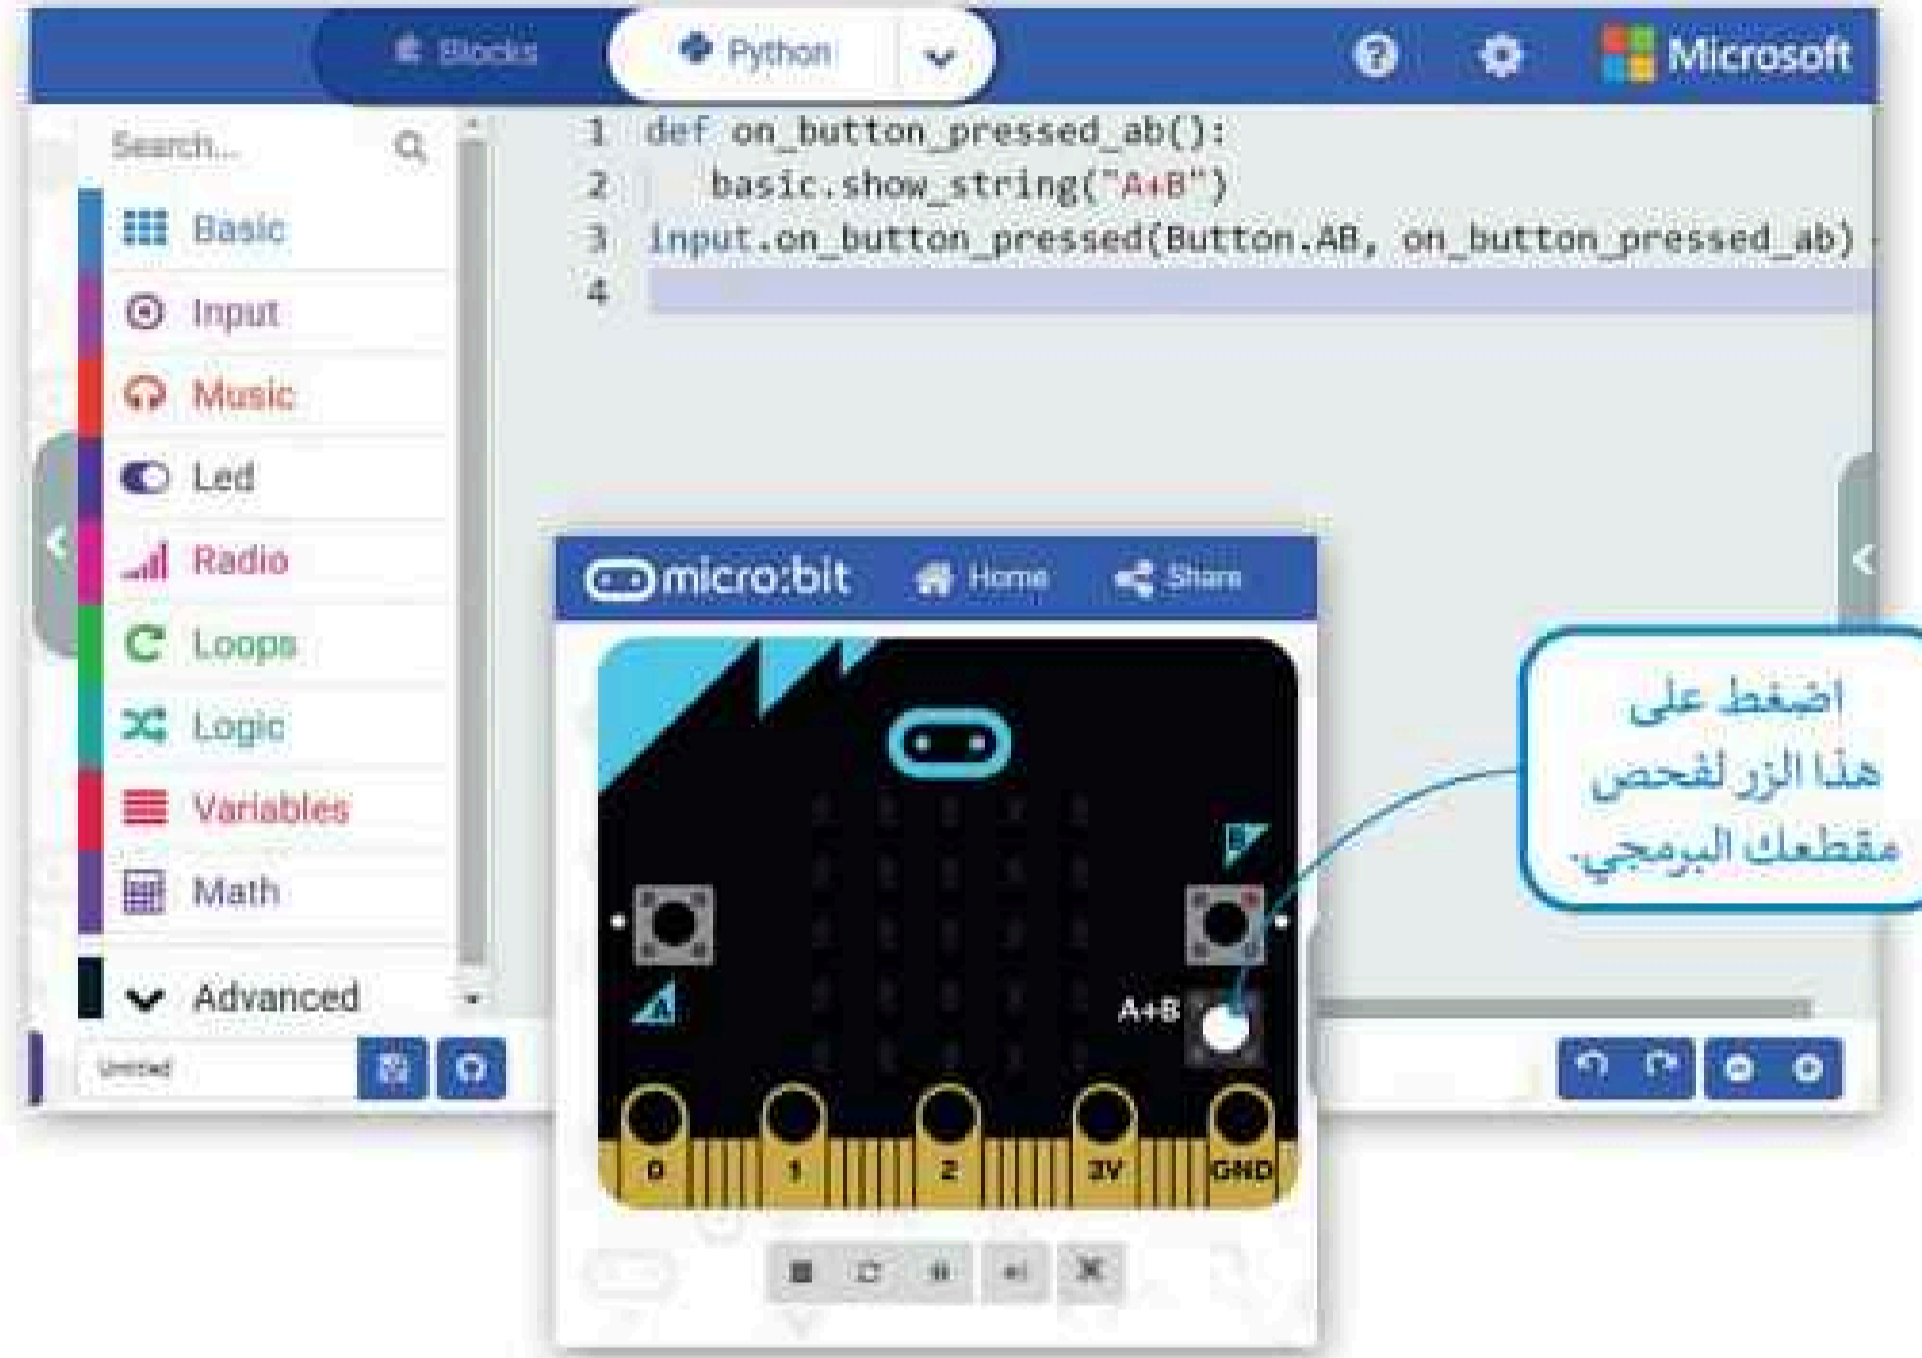 Blocks
Python
Microsoft
Search...
Basic
Input
Music
Led
Radio
Loops
Logic
Variables
Math
Advanced
Untitled
1 def on_button_pressed_ab():
2 basic.show_string("A+B")
3 input.on_button_pressed(Button.AB, on_button_pressed_ab)
4
micro:bit
Home
Share
B
A
A+B
0
1
2
3V
GND
اضغط على
هذا الزر لفحص
مقطعك البرمجي.